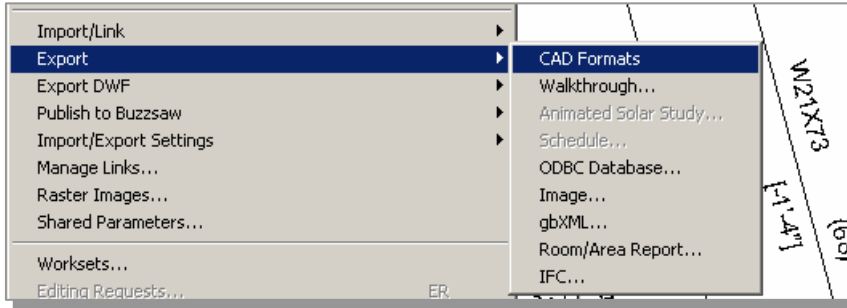 Import/Link
Export
Export DWF
Publish to Buzzsaw
Import/Export Settings
Manage Links...
Raster Images...
Shared Parameters...
Worksets...
Editing Requests... ER
CAD Formats
Walkthrough...
Animated Solar Study...
Schedule...
ODBC Database...
Image...
gbXML...
Room/Area Report...
IFC...
W21X73
[-1'-4"]